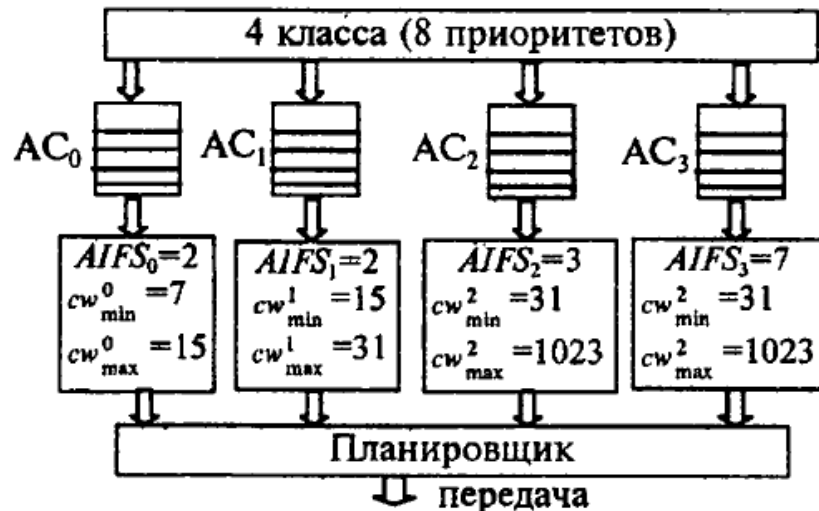 4 класса (8 приоритетов)
AC₀ AC₁ AC₂ AC₃
AIFS₀=2 AIFS₁=2 AIFS₂=3 AIFS₃=7
cw⁰min =7 cw¹min =15 cw²min =31 cw²min =31
cw⁰max =15 cw¹max =31 cw²max =1023 cw²max =1023
Планировщик
передача